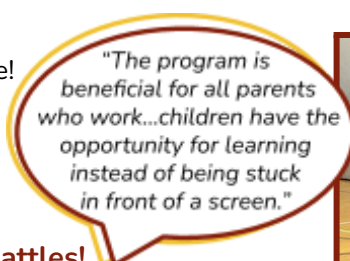 e!
"The program is
beneficial for all parents
who work...children have the
opportunity for learning
instead of being stuck
in front of a screen."
attles!